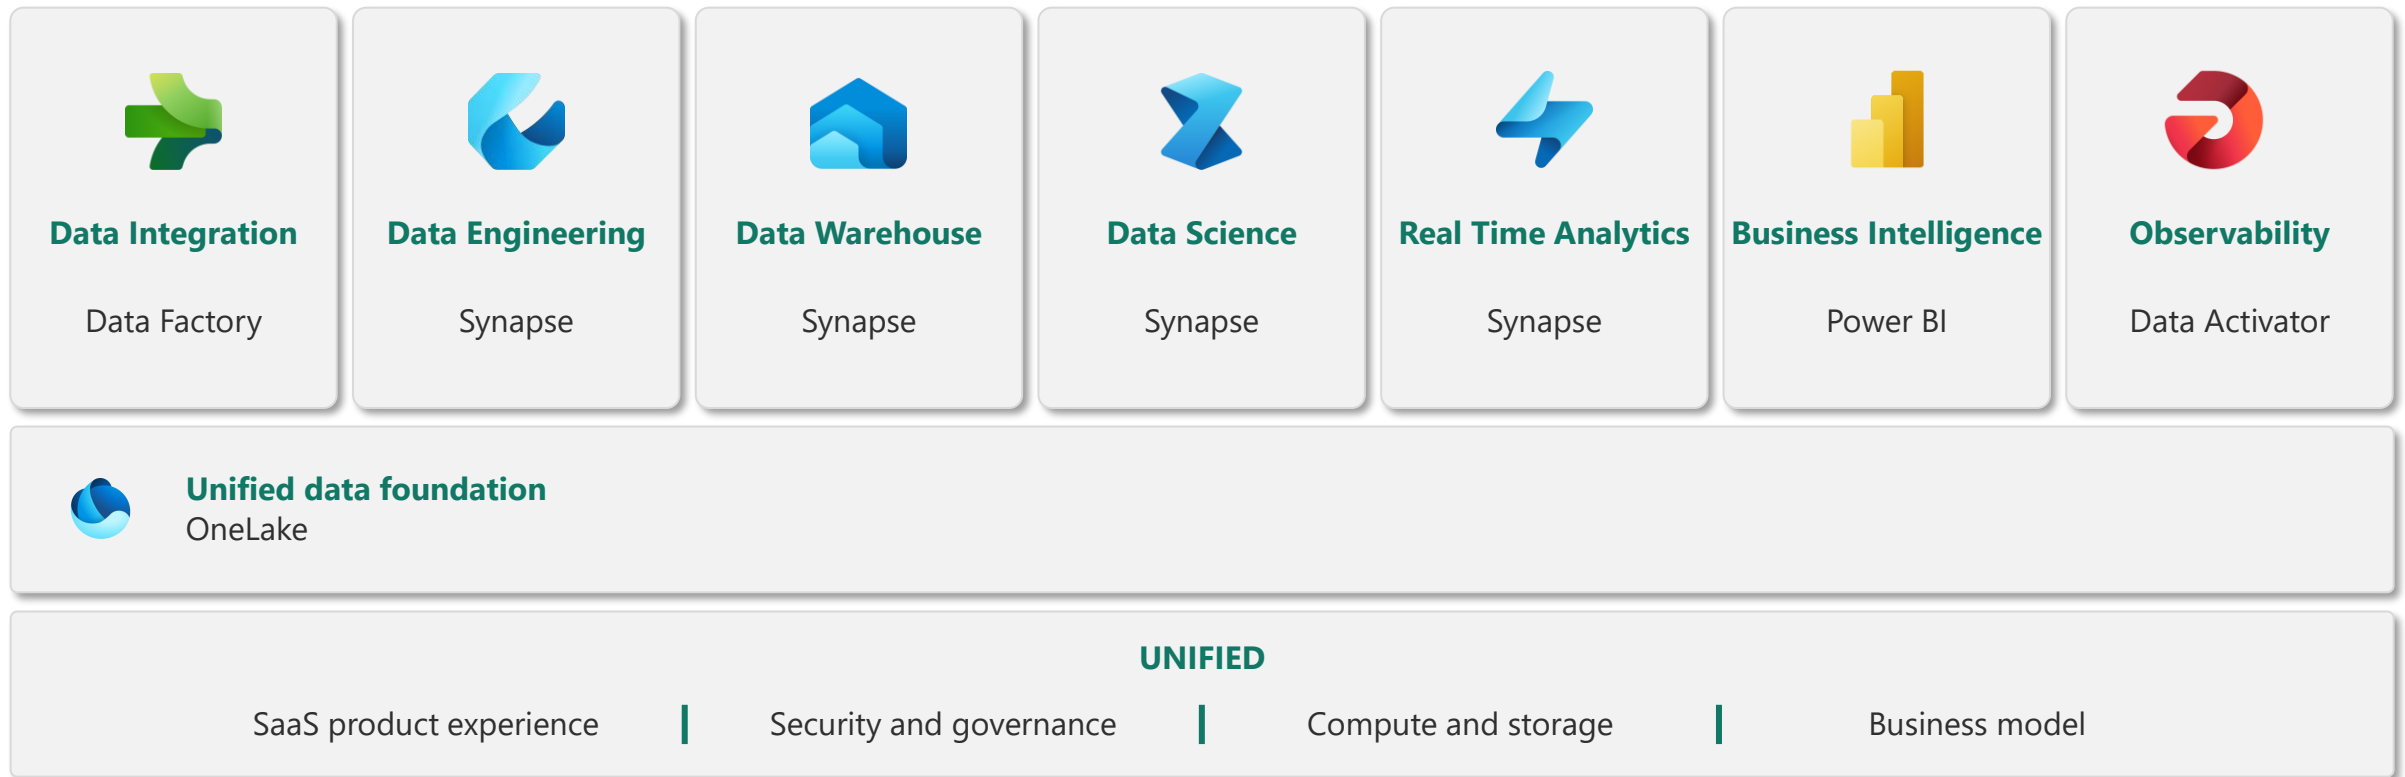 Data Integration
Data Factory
Data Engineering
Synapse
Data Warehouse
Synapse
Data Science
Synapse
Real Time Analytics
Synapse
Business Intelligence
Power BI
Observability
Data Activator
Unified data foundation
OneLake
UNIFIED
SaaS product experience
Security and governance
Compute and storage
Business model